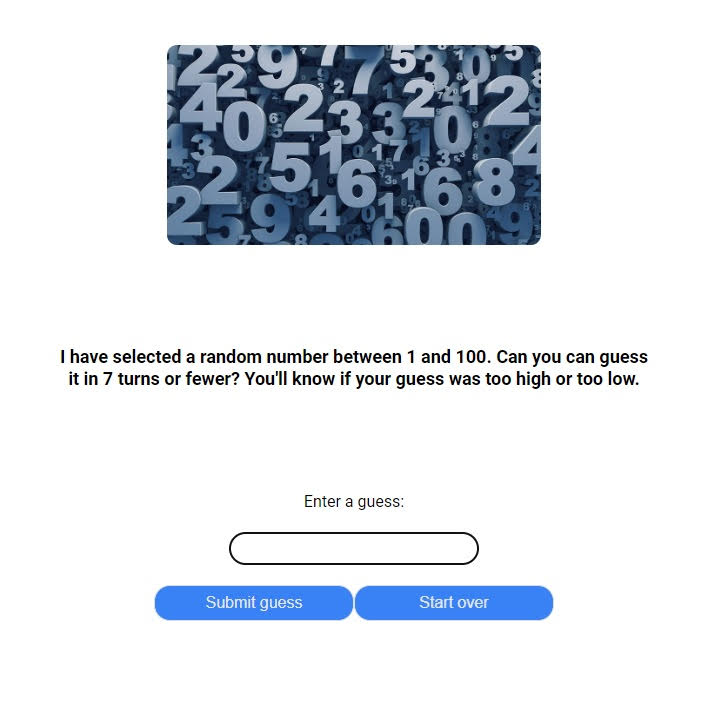 I have selected a random number between 1 and 100. Can you can guess
it in 7 turns or fewer? You'll know if your guess was too high or too low.
Enter a guess:
Submit guess
Start over